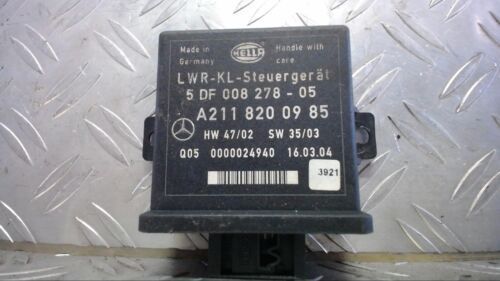 Made in
Germany
HELLA
Handle with
care
LWR-KL-Steuergerät
5 DF 008 278 - 05
A211 820 09 85
HW 47/02 SW 35/03
Q05 0000024940 16.03.04
3921